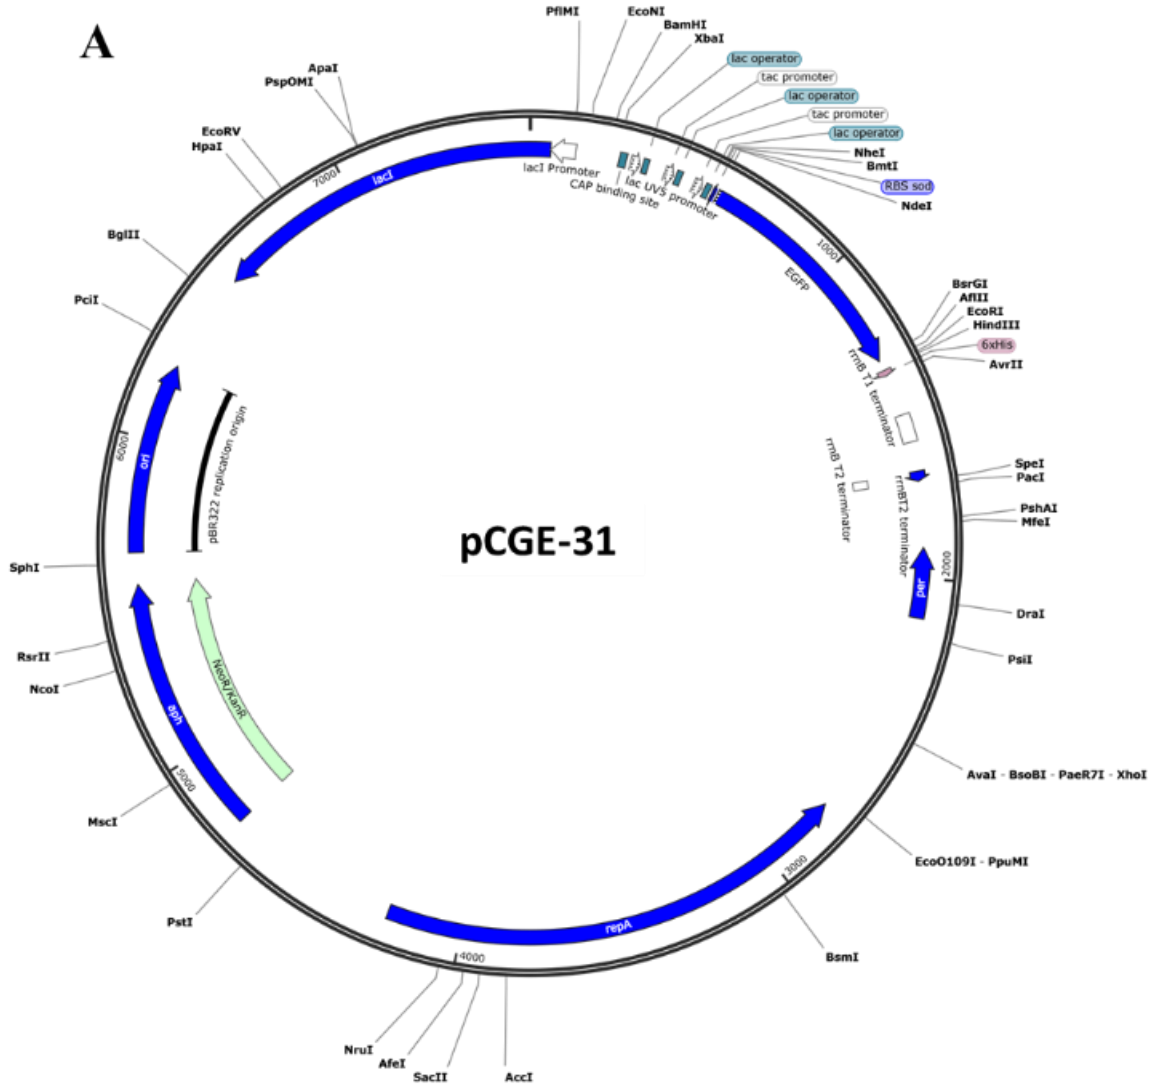 A
PflMI
EcoNI
BamHI
XbaI
lac operator
tac promoter
lac operator
tac promoter
lac operator
NheI
BmtI
RBS sod
NdeI
ApaI
PspOMI
EcoRV
HpaI
BglII
PciI
SphI
RsrII
NcoI
MscI
PstI
NruI
AfeI
SacII
AccI
BsmI
EcoO109I - PpuMI
AvaI - BsoBI - PaeR7I - XhoI
PsiI
DraI
MfeI
PshAI
PacI
SpeI
AvrII
6xHis
HindIII
EcoRI
AflII
BsrGI
lacI
lacI Promoter
CAP binding site
lac UV5 promoter
EGFP
rrnB T1 terminator
rrnB T2 terminator
rrnBT2 terminator
per
repA
aph
NeoR/KanR
ori
pBR322 replication origin
1000
2000
3000
4000
5000
6000
7000
pCGE-31